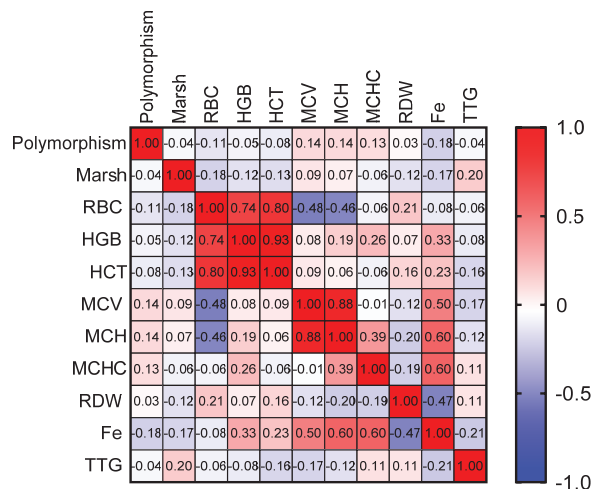 Polymorphism Marsh RBC HGB HCT MCV MCH MCHC RDW Fe TTG
Polymorphism 1.00 -0.04 -0.11 -0.05 -0.08 0.14 0.14 0.13 0.03 -0.18 -0.04
Marsh -0.04 1.00 -0.18 -0.12 -0.13 0.09 0.07 -0.06 -0.12 -0.17 0.20
RBC -0.11 -0.18 1.00 0.74 0.80 -0.48 -0.46 -0.06 0.21 -0.08 -0.06
HGB -0.05 -0.12 0.74 1.00 0.93 0.08 0.19 0.26 0.07 0.33 -0.08
HCT -0.08 -0.13 0.80 0.93 1.00 0.09 0.06 -0.06 0.16 0.23 -0.16
MCV 0.14 0.09 -0.48 0.08 0.09 1.00 0.88 -0.01 -0.12 0.50 -0.17
MCH 0.14 0.07 -0.46 0.19 0.06 0.88 1.00 0.39 -0.20 0.60 -0.12
MCHC 0.13 -0.06 -0.06 0.26 -0.06 -0.01 0.39 1.00 -0.19 0.60 0.11
RDW 0.03 -0.12 0.21 0.07 0.16 -0.12 -0.20 -0.19 1.00 -0.47 0.11
Fe -0.18 -0.17 -0.08 0.33 0.23 0.50 0.60 0.60 -0.47 1.00 -0.21
TTG -0.04 0.20 -0.06 -0.08 -0.16 -0.17 -0.12 0.11 0.11 -0.21 1.00
1.0
0.5
0
-0.5
-1.0